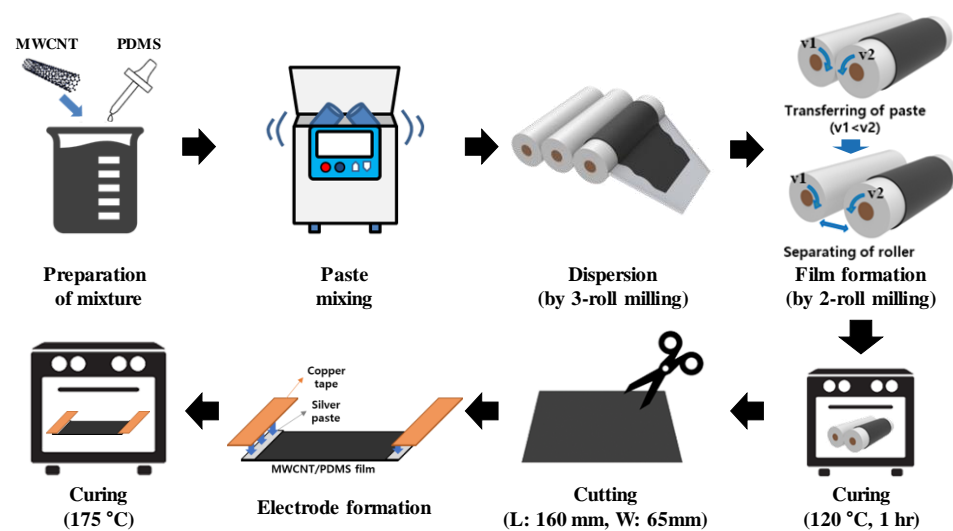 MWCNT
PDMS
Preparation
of mixture
Paste
mixing
Dispersion
(by 3-roll milling)
v1
v2
Transferring of paste
(v1<v2)
v1
v2
Separating of roller
Film formation
(by 2-roll milling)
Curing
(120 °C, 1 hr)
Cutting
(L: 160 mm, W: 65mm)
Copper
tape
Silver
paste
MWCNT/PDMS film
Electrode formation
Curing
(175 °C)